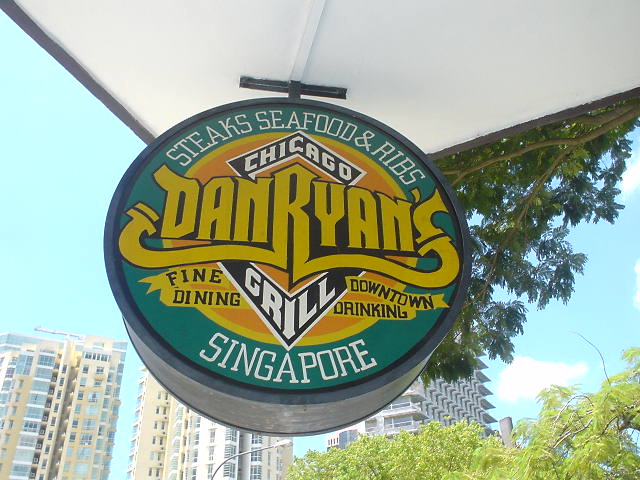 STEAKS SEAFOOD & RIBS
CHICAGO
DAN RYAN'S
GRILL
FINE DINING
DOWNTOWN DRINKING
SINGAPORE